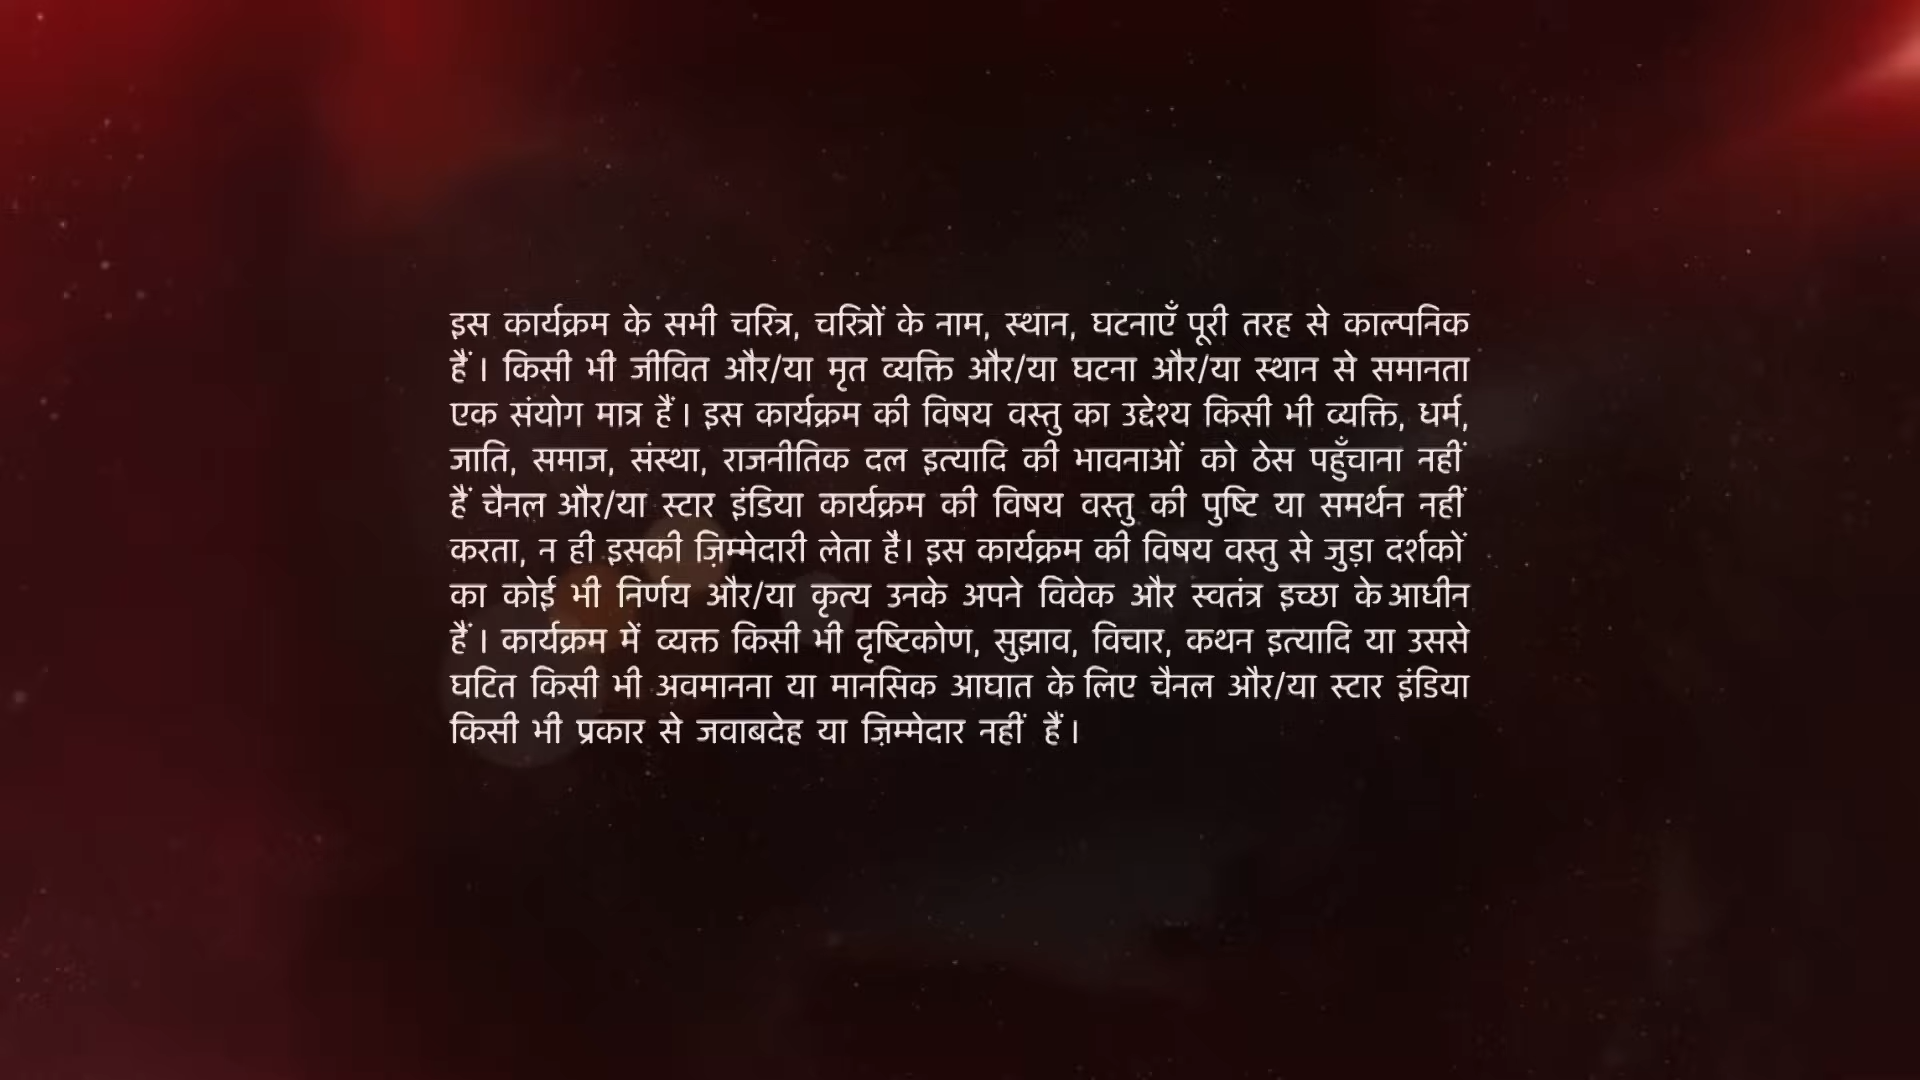 इस कार्यक्रम के सभी चरित्र, चरित्रों के नाम, स्थान, घटनाएँ पूरी तरह से काल्पनिक
हैं । किसी भी जीवित और/या मृत व्यक्ति और/या घटना और/या स्थान से समानता
एक संयोग मात्र हैं । इस कार्यक्रम की विषय वस्तु का उद्देश्य किसी भी व्यक्ति, धर्म,
जाति, समाज, संस्था, राजनीतिक दल इत्यादि की भावनाओं को ठेस पहुँचाना नहीं
हैं चैनल और/या स्टार इंडिया कार्यक्रम की विषय वस्तु की पुष्टि या समर्थन नहीं
करता, न ही इसकी ज़िम्मेदारी लेता है। इस कार्यक्रम की विषय वस्तु से जुड़ा दर्शकों
का कोई भी निर्णय और/या कृत्य उनके अपने विवेक और स्वतंत्र इच्छा के आधीन
हैं । कार्यक्रम में व्यक्त किसी भी दृष्टिकोण, सुझाव, विचार, कथन इत्यादि या उससे
घटित किसी भी अवमानना या मानसिक आघात के लिए चैनल और/या स्टार इंडिया
किसी भी प्रकार से जवाबदेह या ज़िम्मेदार नहीं हैं ।